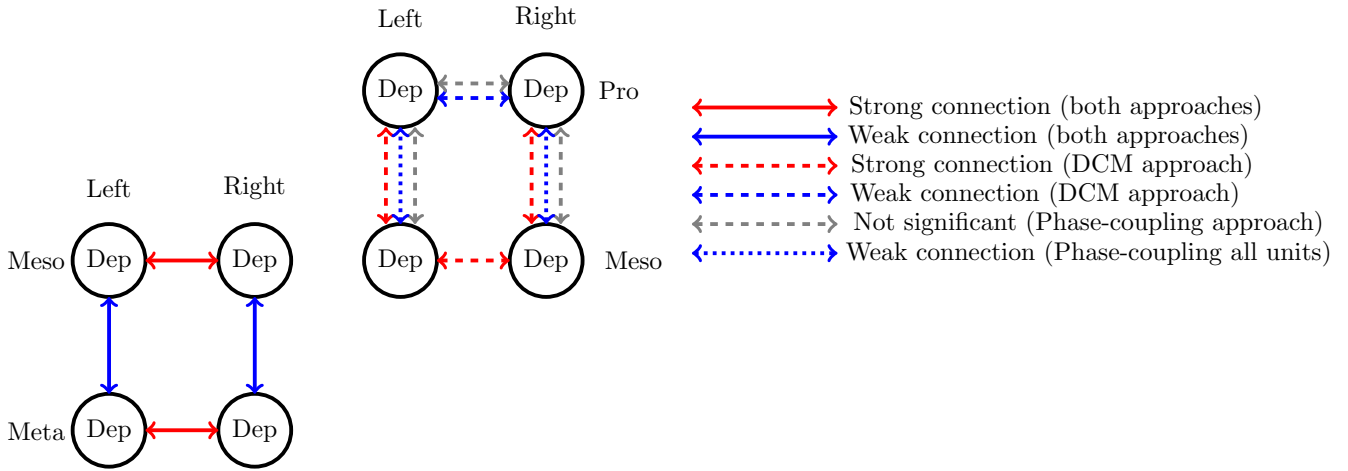 Left Right
Dep Dep Pro
Dep Dep Meso
Strong connection (both approaches)
Weak connection (both approaches)
Strong connection (DCM approach)
Weak connection (DCM approach)
Not significant (Phase-coupling approach)
Weak connection (Phase-coupling all units)
Left Right
Meso Dep Dep
Meta Dep Dep